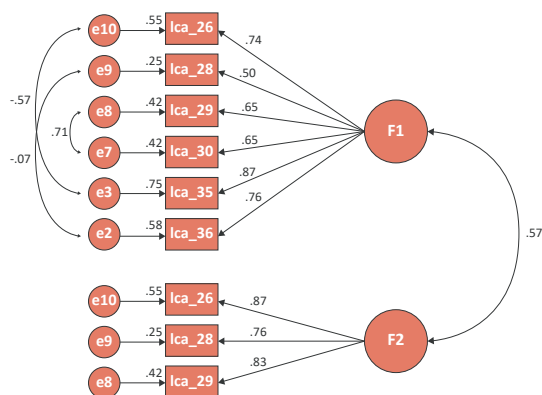 e10 .55 lca_26 .74
e9 .25 lca_28 .50
-.57
e8 .42 lca_29 .65
F1
.71
e7 .42 lca_30 .65
-.07
e3 .75 lca_35 .87
e2 .58 lca_36 .76
.57
e10 .55 lca_26 .87
e9 .25 lca_28 .76
F2
e8 .42 lca_29 .83